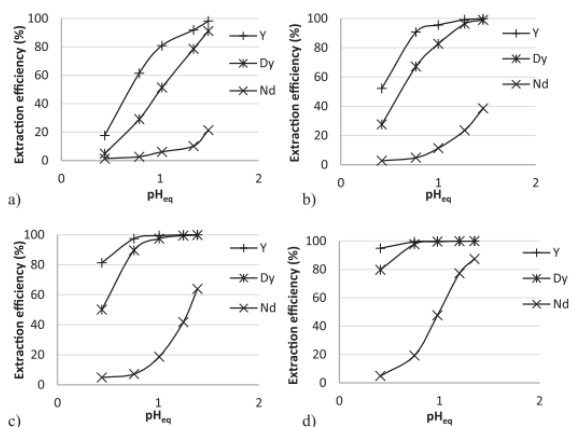 Extraction efficiency (%)
100
80
60
40
20
0
0
1
2
pHeq
Y
Dy
Nd
a)
Extraction efficiency (%)
100
80
60
40
20
0
0
1
2
pHeq
Y
Dy
Nd
b)
Extraction efficiency (%)
100
80
60
40
20
0
0
1
2
pHeq
Y
Dy
Nd
c)
Extraction efficiency (%)
100
80
60
40
20
0
0
1
2
pHeq
Y
Dy
Nd
d)